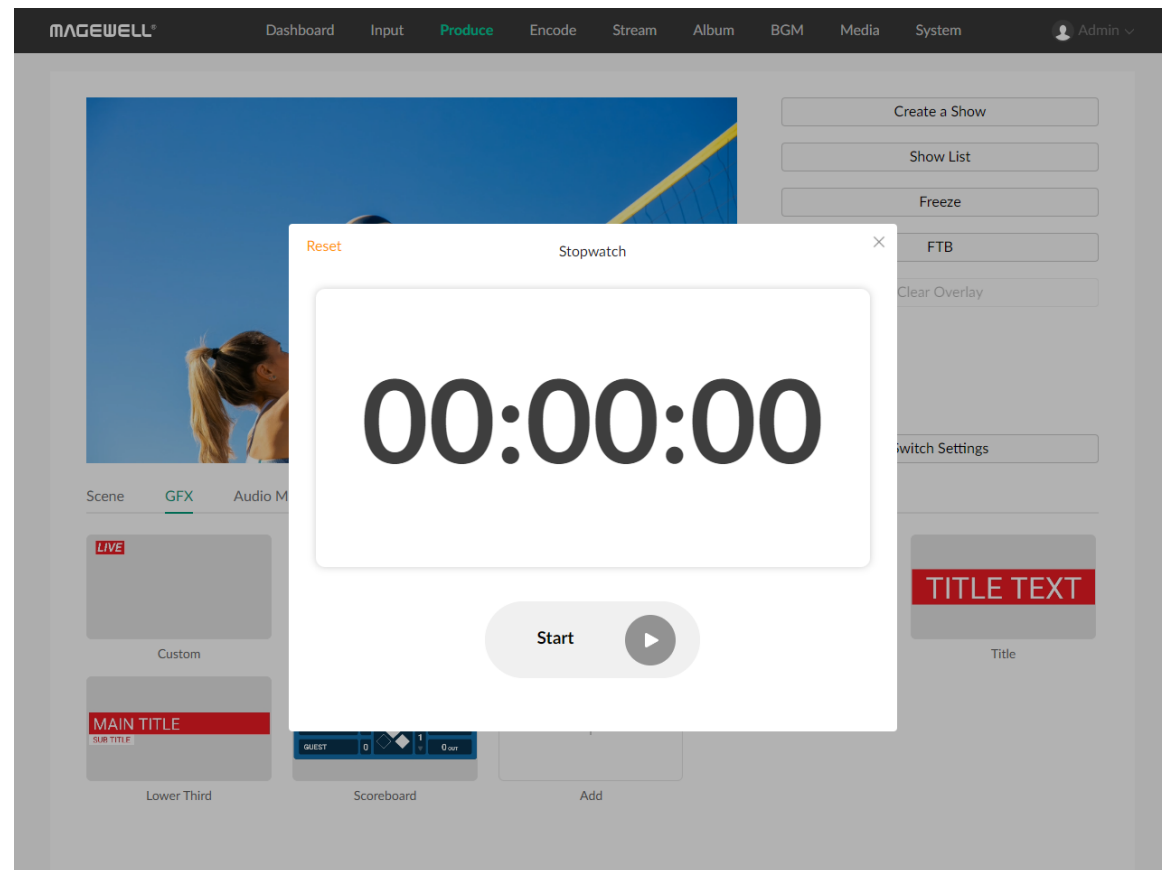 MAGEWELL®
Dashboard Input Produce Encode Stream Album BGM Media System Admin
Create a Show
Show List
Freeze
FTB
Clear Overlay
Switch Settings
Reset
Stopwatch
00:00:00
Start
Scene GFX Audio M
LIVE
Custom
TITLE TEXT
Title
MAIN TITLE
SUB TITLE
Lower Third
GUEST 0 1 0 OUT
Scoreboard
Add